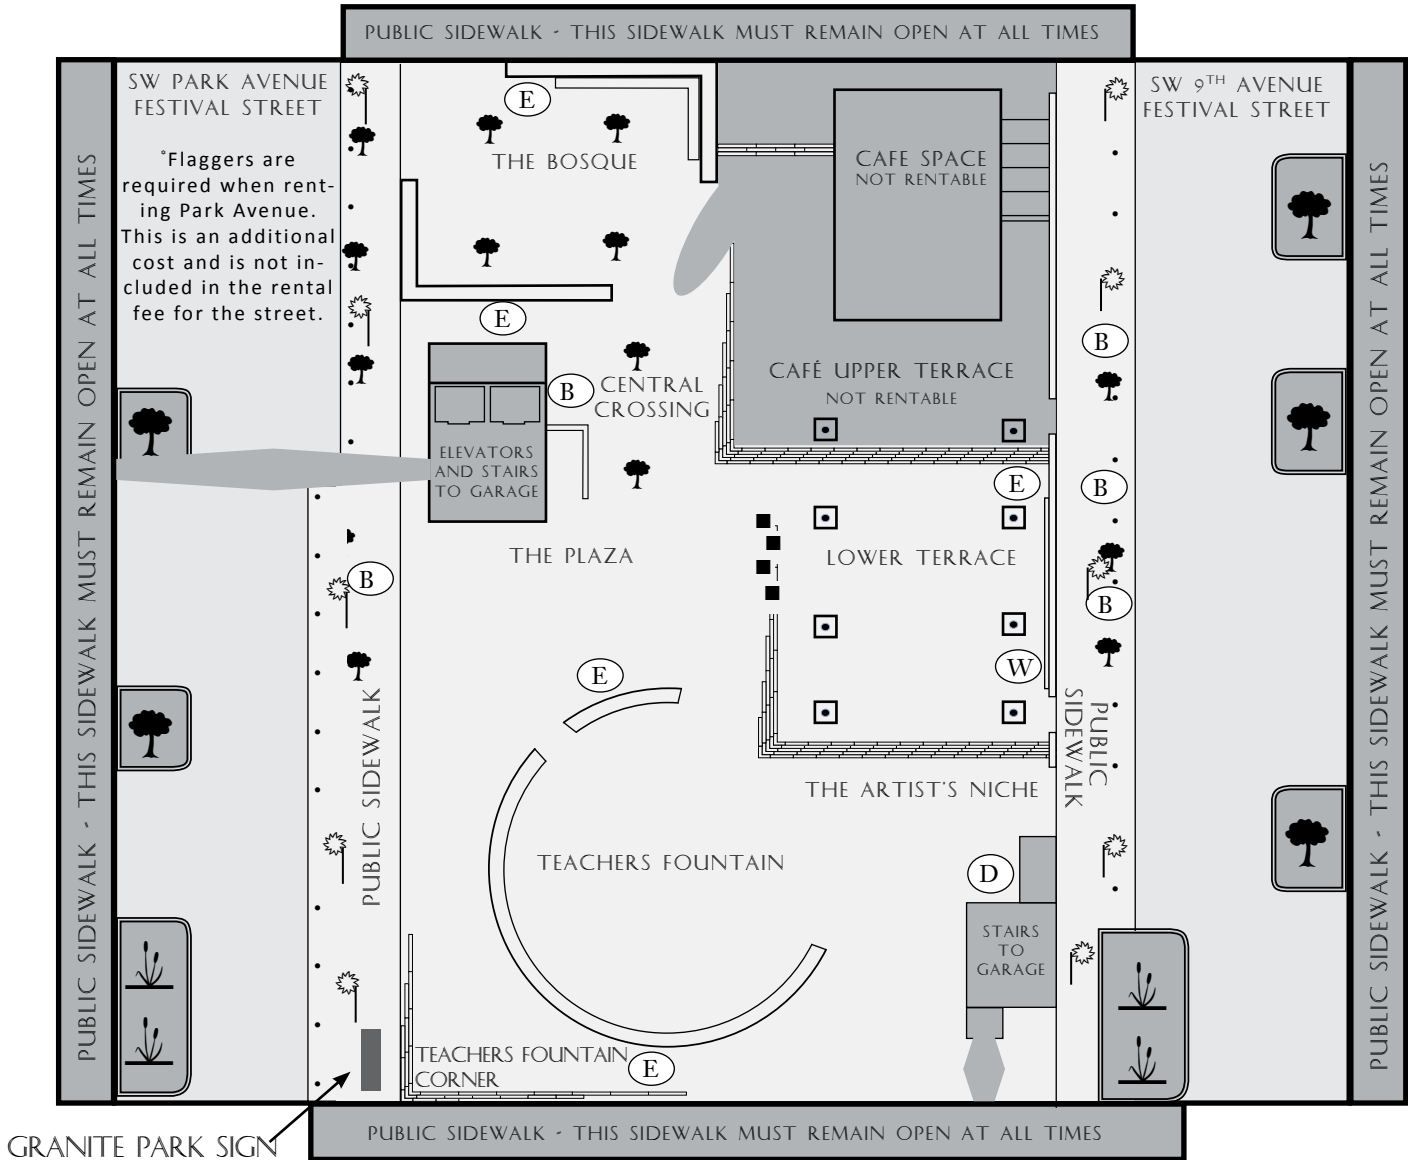 PUBLIC SIDEWALK - THIS SIDEWALK MUST REMAIN OPEN AT ALL TIMES
SW PARK AVENUE
FESTIVAL STREET
*Flaggers are
required when rent-
ing Park Avenue.
This is an additional
cost and is not in-
cluded in the rental
fee for the street.
PUBLIC SIDEWALK - THIS SIDEWALK MUST REMAIN OPEN AT ALL TIMES
E
THE BOSQUE
E
CAFE SPACE
NOT RENTABLE
SW 9TH AVENUE
FESTIVAL STREET
PUBLIC SIDEWALK - THIS SIDEWALK MUST REMAIN OPEN AT ALL TIMES
B
CAFÉ UPPER TERRACE
NOT RENTABLE
B
CENTRAL
CROSSING
ELEVATORS
AND STAIRS
TO GARAGE
E
B
THE PLAZA
LOWER TERRACE
B
B
E
W
PUBLIC SIDEWALK
PUBLIC
SIDEWALK
THE ARTIST'S NICHE
TEACHERS FOUNTAIN
D
STAIRS
TO
GARAGE
TEACHERS FOUNTAIN
CORNER
E
GRANITE PARK SIGN
PUBLIC SIDEWALK - THIS SIDEWALK MUST REMAIN OPEN AT ALL TIMES